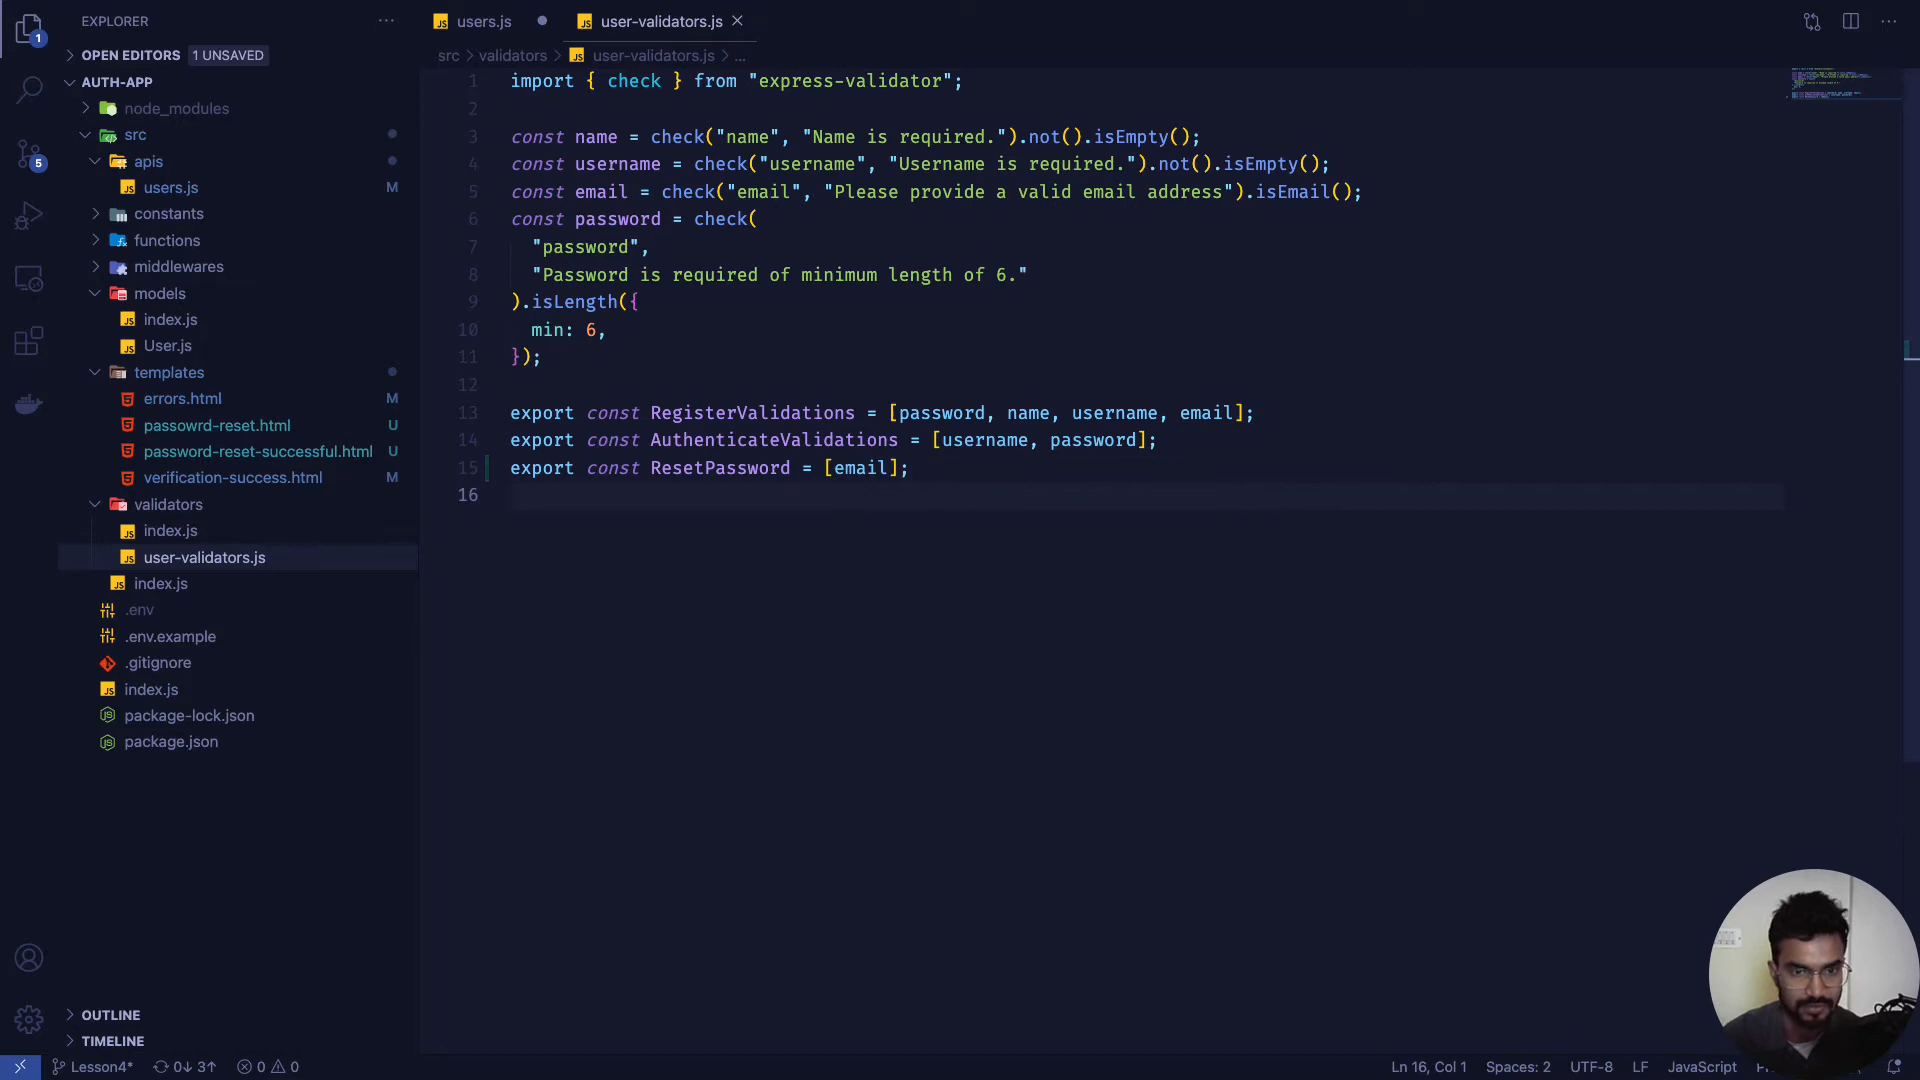 EXPLORER
OPEN EDITORS 1 UNSAVED
AUTH-APP
node_modules
src
apis
users.js M
constants
functions
middlewares
models
index.js
User.js
templates
errors.html M
passowrd-reset.html U
password-reset-successful.html U
verification-success.html M
validators
index.js
user-validators.js
index.js
.env
.env.example
.gitignore
index.js
package-lock.json
package.json
OUTLINE
TIMELINE
1
5
users.js
user-validators.js
src > validators > user-validators.js > ...
1 import { check } from "express-validator";
2
3 const name = check("name", "Name is required.").not().isEmpty();
4 const username = check("username", "Username is required.").not().isEmpty();
5 const email = check("email", "Please provide a valid email address").isEmail();
6 const password = check(
7 "password",
8 "Password is required of minimum length of 6."
9 ).isLength({
10 min: 6,
11 });
12
13 export const RegisterValidations = [password, name, username, email];
14 export const AuthenticateValidations = [username, password];
15 export const ResetPassword = [email];
16
Lesson4* 0↓ 3↑ 0 0
Ln 16, Col 1 Spaces: 2 UTF-8 LF JavaScript